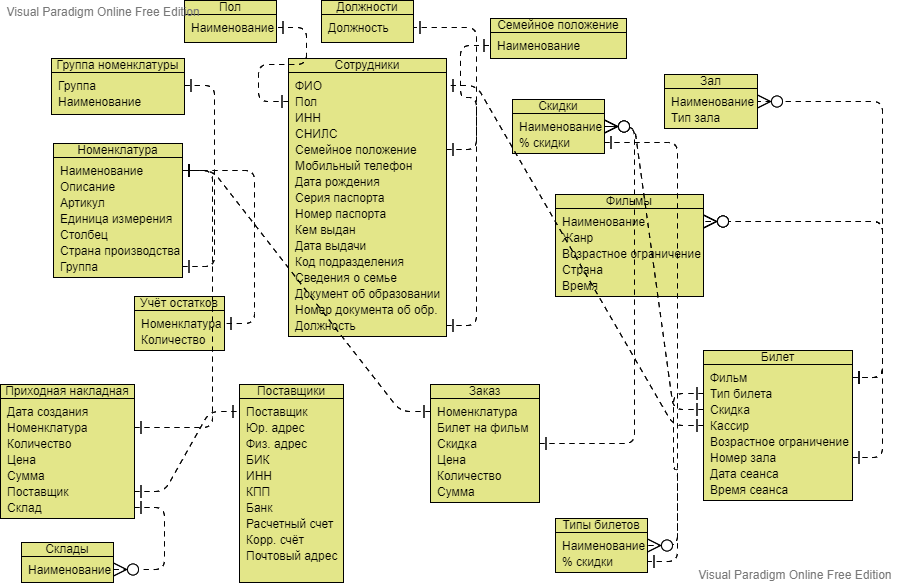 Visual Paradigm Online Free Edition
Пол
Наименование
Должности
Должность
Семейное положение
Наименование
Группа номенклатуры
Группа
Наименование
Сотрудники
ФИО
Пол
ИНН
СНИЛС
Семейное положение
Мобильный телефон
Дата рождения
Серия паспорта
Номер паспорта
Кем выдан
Дата выдачи
Код подразделения
Сведения о семье
Документ об образовании
Номер документа об обр.
Должность
Скидки
Наименование
% скидки
Зал
Наименование
Тип зала
Номенклатура
Наименование
Описание
Артикул
Единица измерения
Столбец
Страна производства
Группа
Фильмы
Наименование
Жанр
Возрастное ограничение
Страна
Время
Учёт остатков
Номенклатура
Количество
Билет
Фильм
Тип билета
Скидка
Кассир
Возрастное ограничение
Номер зала
Дата сеанса
Время сеанса
Приходная накладная
Дата создания
Номенклатура
Количество
Цена
Сумма
Поставщик
Склад
Поставщики
Поставщик
Юр. адрес
Физ. адрес
БИК
ИНН
КПП
Банк
Расчетный счет
Корр. счёт
Почтовый адрес
Заказ
Номенклатура
Билет на фильм
Скидка
Цена
Количество
Сумма
Типы билетов
Наименование
% скидки
Склады
Наименование
Visual Paradigm Online Free Edition